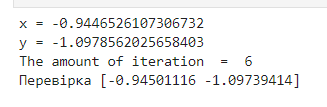 x = -0.9446526107306732
y = -1.0978562025658403
The amount of iteration  =  6
Перевірка [-0.94501116 -1.09739414]